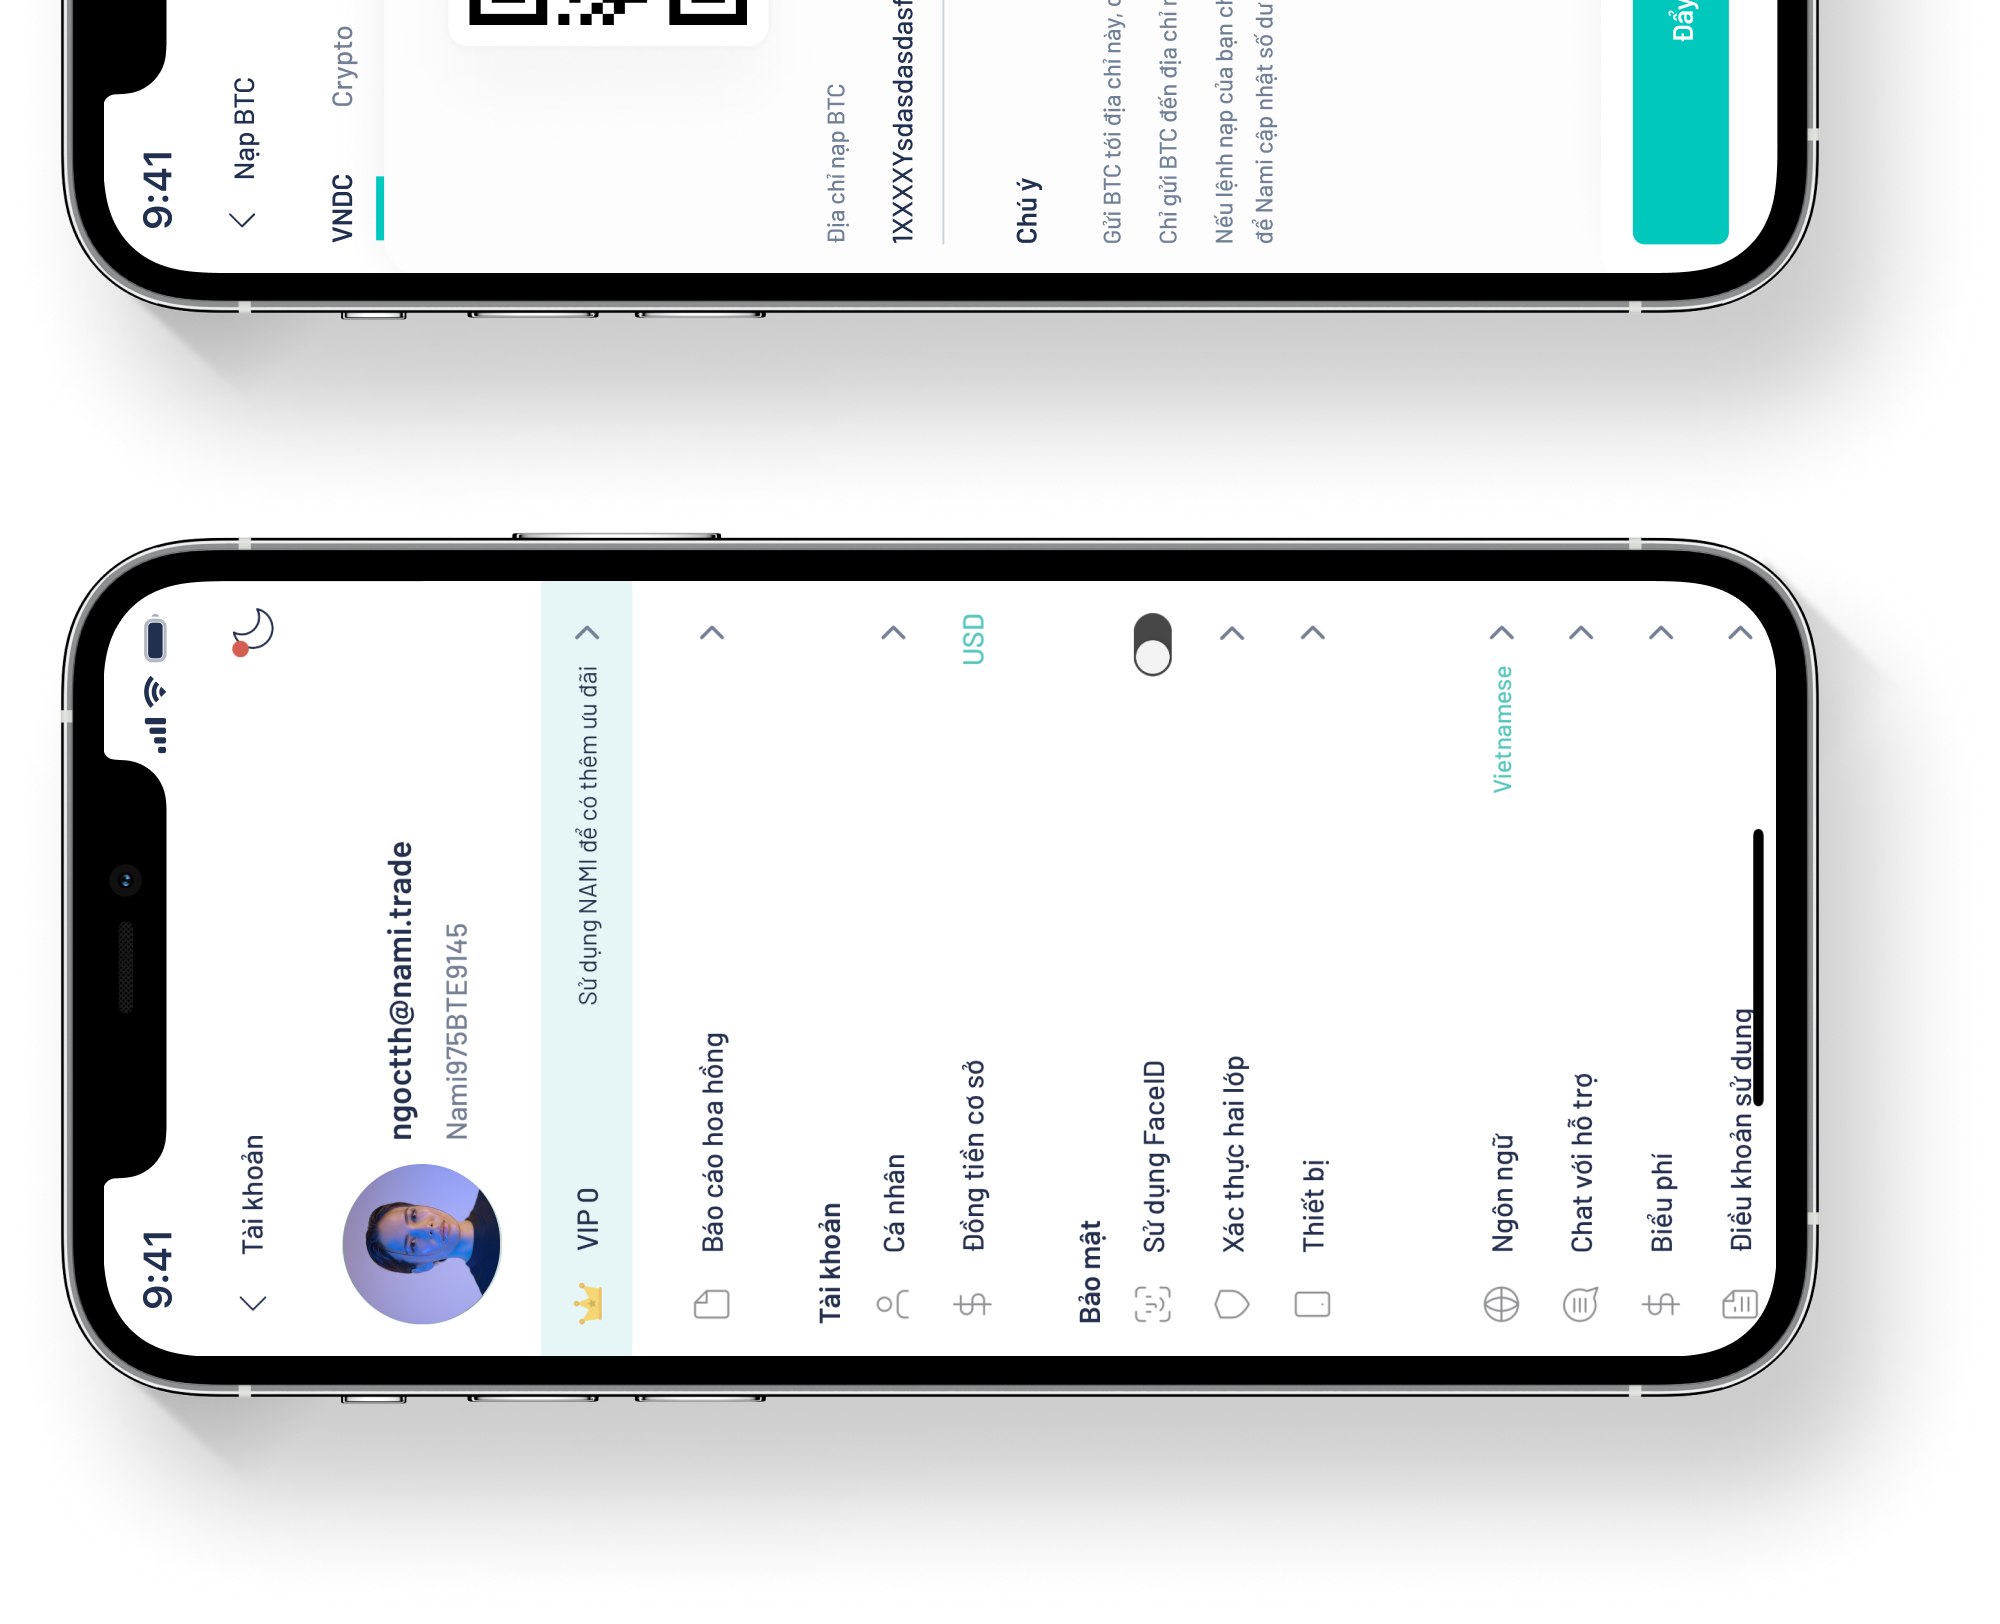 9:41
Tài khoản
ngoctth@nami.trade
Nami975BTE9145
VIP 0 Sử dụng NAMI để có thêm ưu đãi
Báo cáo hoa hồng
Tài khoản
Cá nhân
Đồng tiền cơ sở USD
Bảo mật
Sử dụng FaceID
Xác thực hai lớp
Thiết bị
Ngôn ngữ Vietnamese
Chat với hỗ trợ
Biểu phí
Điều khoản sử dụng
9:41
Nạp BTC
VNDC Crypto
Địa chỉ nạp BTC
1XXXXYsdasdasdasf
Chú ý
Gửi BTC tới địa chỉ này,
Chỉ gửi BTC đến địa chỉ
Nếu lệnh nạp của bạn
để Nami cập nhật số dư
Đẩy